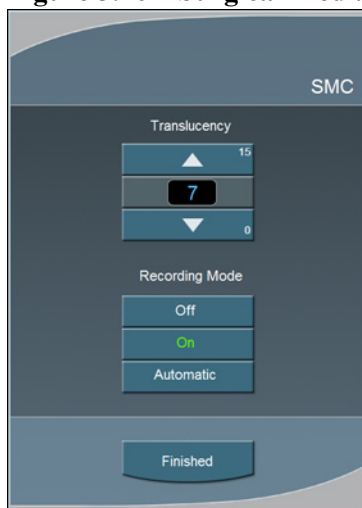 SMC
Translucency
15
7
0
Recording Mode
Off
On
Automatic
Finished